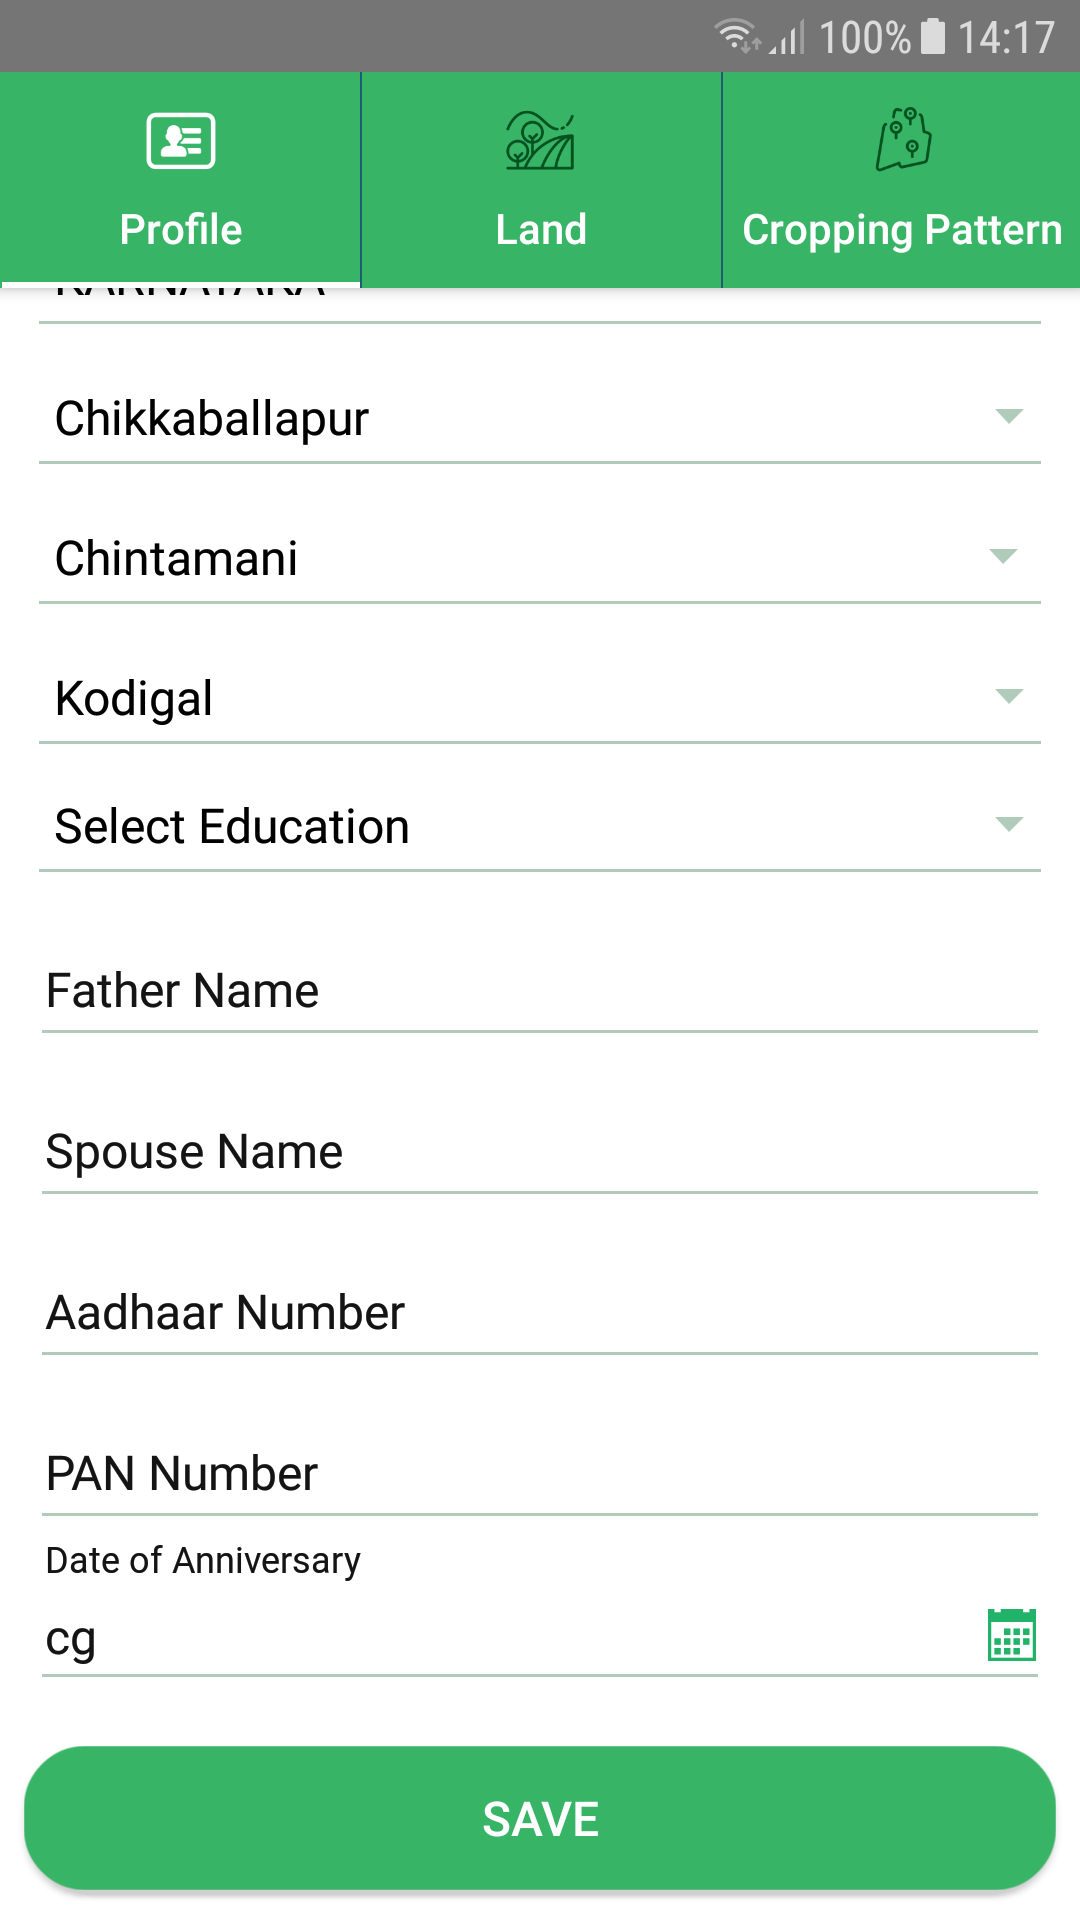 100% 14:17
Profile Land Cropping Pattern
KARNATAKA
Chikkaballapur
Chintamani
Kodigal
Select Education
Father Name
Spouse Name
Aadhaar Number
PAN Number
Date of Anniversary
cg
SAVE